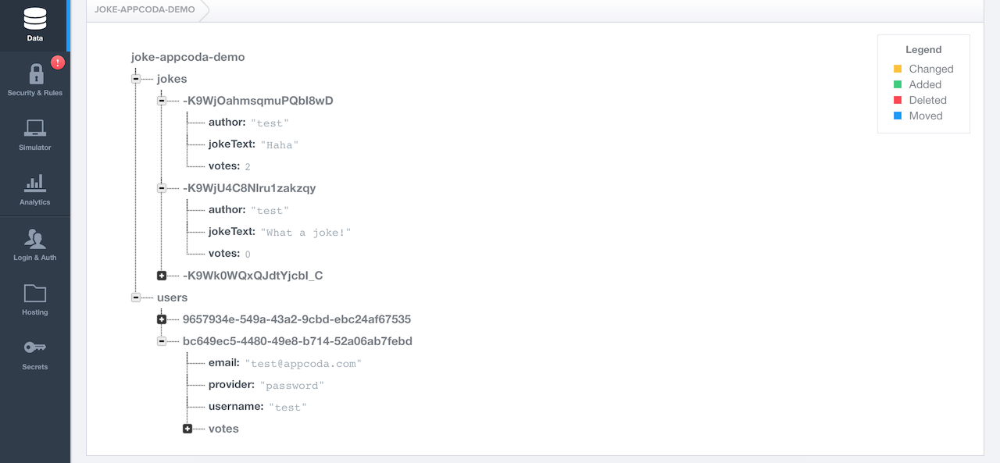 JOKE-APPCODA-DEMO
Data
!
Security & Rules
Simulator
Analytics
Login & Auth
Hosting
Secrets
joke-appcoda-demo
jokes
-K9WjOahmsqmuPQbI8wD
author: "test"
jokeText: "Haha"
votes: 2
-K9WjU4C8Nlru1zakzqy
author: "test"
jokeText: "What a joke!"
votes: 0
-K9Wk0WQxQJdtYjcbI_C
users
9657934e-549a-43a2-9cbd-ebc24af67535
bc649ec5-4480-49e8-b714-52a06ab7febd
email: "test@appcoda.com"
provider: "password"
username: "test"
votes
Legend
Changed
Added
Deleted
Moved